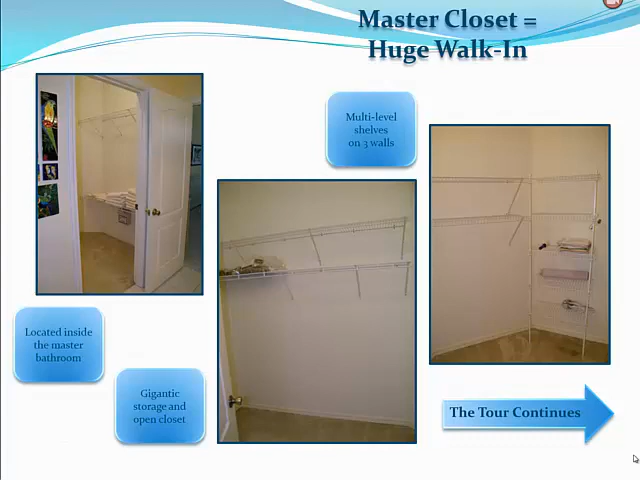 Master Closet =
Huge Walk-In
Multi-level
shelves
on 3 walls
Located inside
the master
bathroom
Gigantic
storage and
open closet
The Tour Continues